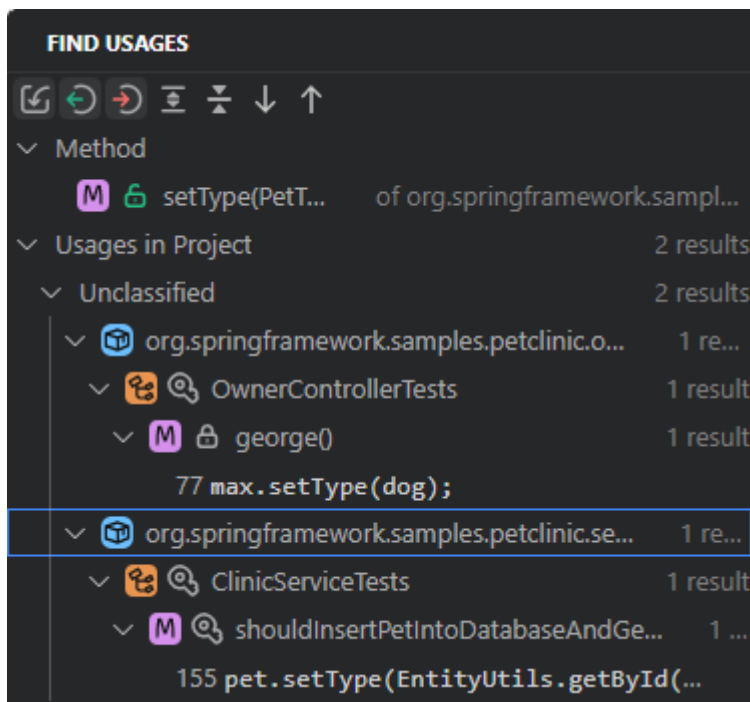 FIND USAGES
Method
M setType(PetT... of org.springframework.sampl...
Usages in Project 2 results
Unclassified 2 results
org.springframework.samples.petclinic.o... 1 re...
OwnerControllerTests 1 result
M george() 1 result
77 max.setType(dog);
org.springframework.samples.petclinic.se... 1 re...
ClinicServiceTests 1 result
M shouldInsertPetIntoDatabaseAndGe... 1 ...
155 pet.setType(EntityUtils.getById(...